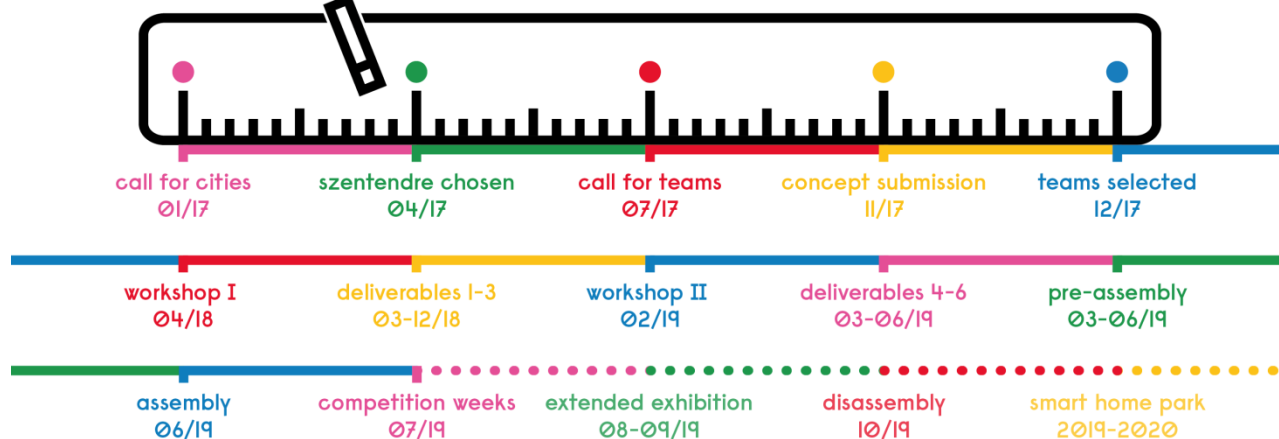 call for cities
01/17
szentendre chosen
04/17
call for teams
07/17
concept submission
11/17
teams selected
12/17
workshop I
04/18
deliverables 1-3
03-12/18
workshop II
02/19
deliverables 4-6
03-06/19
pre-assembly
03-06/19
assembly
06/19
competition weeks
07/19
extended exhibition
08-09/19
disassembly
10/19
smart home park
2019-2020